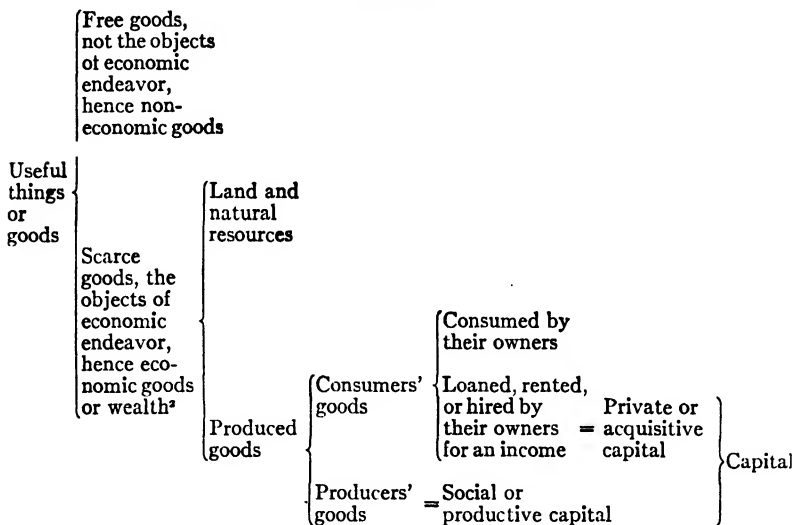 Free goods,
not the objects
of economic
endeavor,
hence non-
economic goods
Useful
things
or
goods
Scarce
goods, the
objects of
economic
endeavor,
hence eco-
nomic goods
or wealth²
Land and
natural
resources
Produced
goods
Consumers'
goods
Consumed by
their owners
Loaned, rented,
or hired by
their owners
for an income
= Private or
acquisitive
capital
Producers'
goods
= Social or
productive capital
Capital